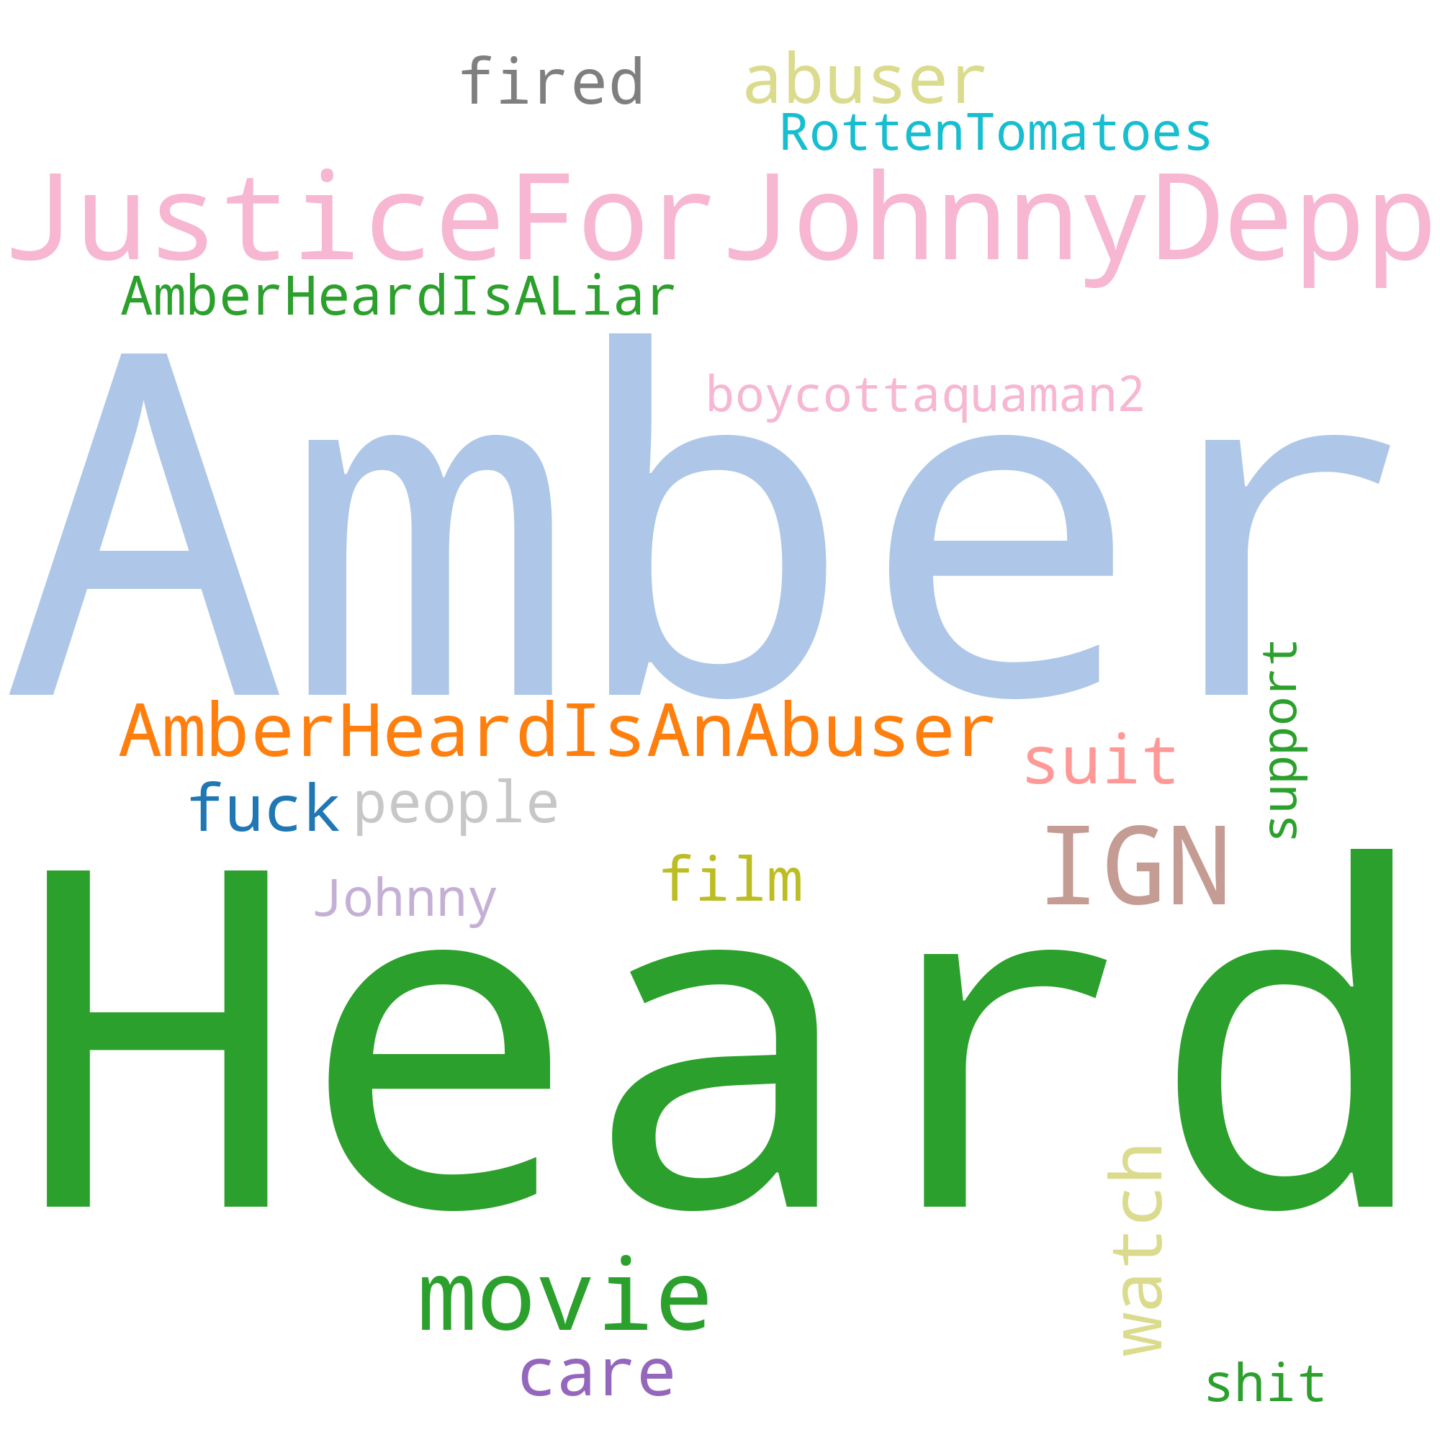 fired abuser
RottenTomatoes
JusticeForJohnnyDepp
AmberHeardIsALiar
boycottaquaman2
Amber
support
AmberHeardIsAnAbuser
suit
fuck people
IGN
film
Johnny
Heard
watch
movie
care
shit